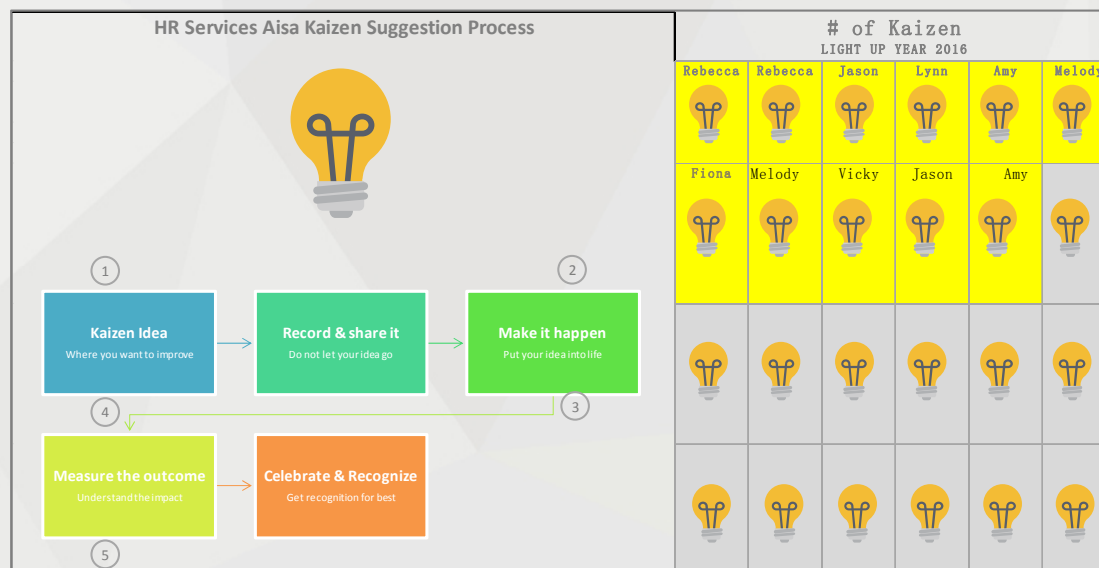 HR Services Aisa Kaizen Suggestion Process
1
2
Kaizen Idea
Where you want to improve
Record & share it
Do not let your idea go
Make it happen
Put your idea into life
4
3
Measure the outcome
Understand the impact
Celebrate & Recognize
Get recognition for best
5
# of Kaizen
LIGHT UP YEAR 2016
Rebecca Rebecca Jason Lynn Amy Melody
Fiona Melody Vicky Jason Amy